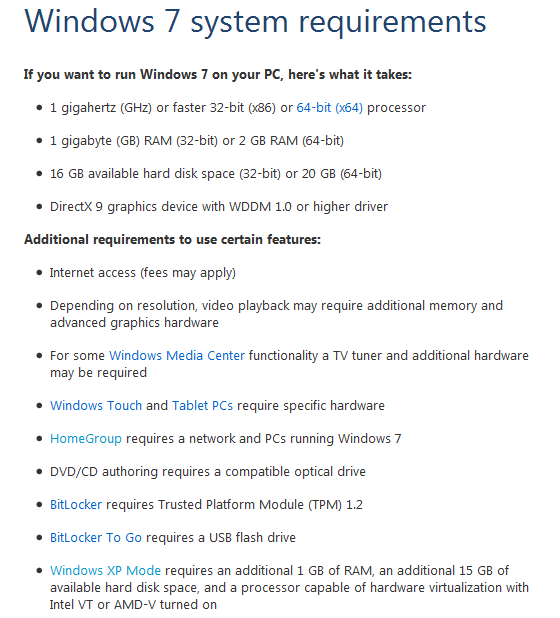 Windows 7 system requirements
If you want to run Windows 7 on your PC, here's what it takes:
• 1 gigahertz (GHz) or faster 32-bit (x86) or 64-bit (x64) processor
• 1 gigabyte (GB) RAM (32-bit) or 2 GB RAM (64-bit)
• 16 GB available hard disk space (32-bit) or 20 GB (64-bit)
• DirectX 9 graphics device with WDDM 1.0 or higher driver
Additional requirements to use certain features:
• Internet access (fees may apply)
• Depending on resolution, video playback may require additional memory and
advanced graphics hardware
• For some Windows Media Center functionality a TV tuner and additional hardware
may be required
• Windows Touch and Tablet PCs require specific hardware
• HomeGroup requires a network and PCs running Windows 7
• DVD/CD authoring requires a compatible optical drive
• BitLocker requires Trusted Platform Module (TPM) 1.2
• BitLocker To Go requires a USB flash drive
• Windows XP Mode requires an additional 1 GB of RAM, an additional 15 GB of
available hard disk space, and a processor capable of hardware virtualization with
Intel VT or AMD-V turned on